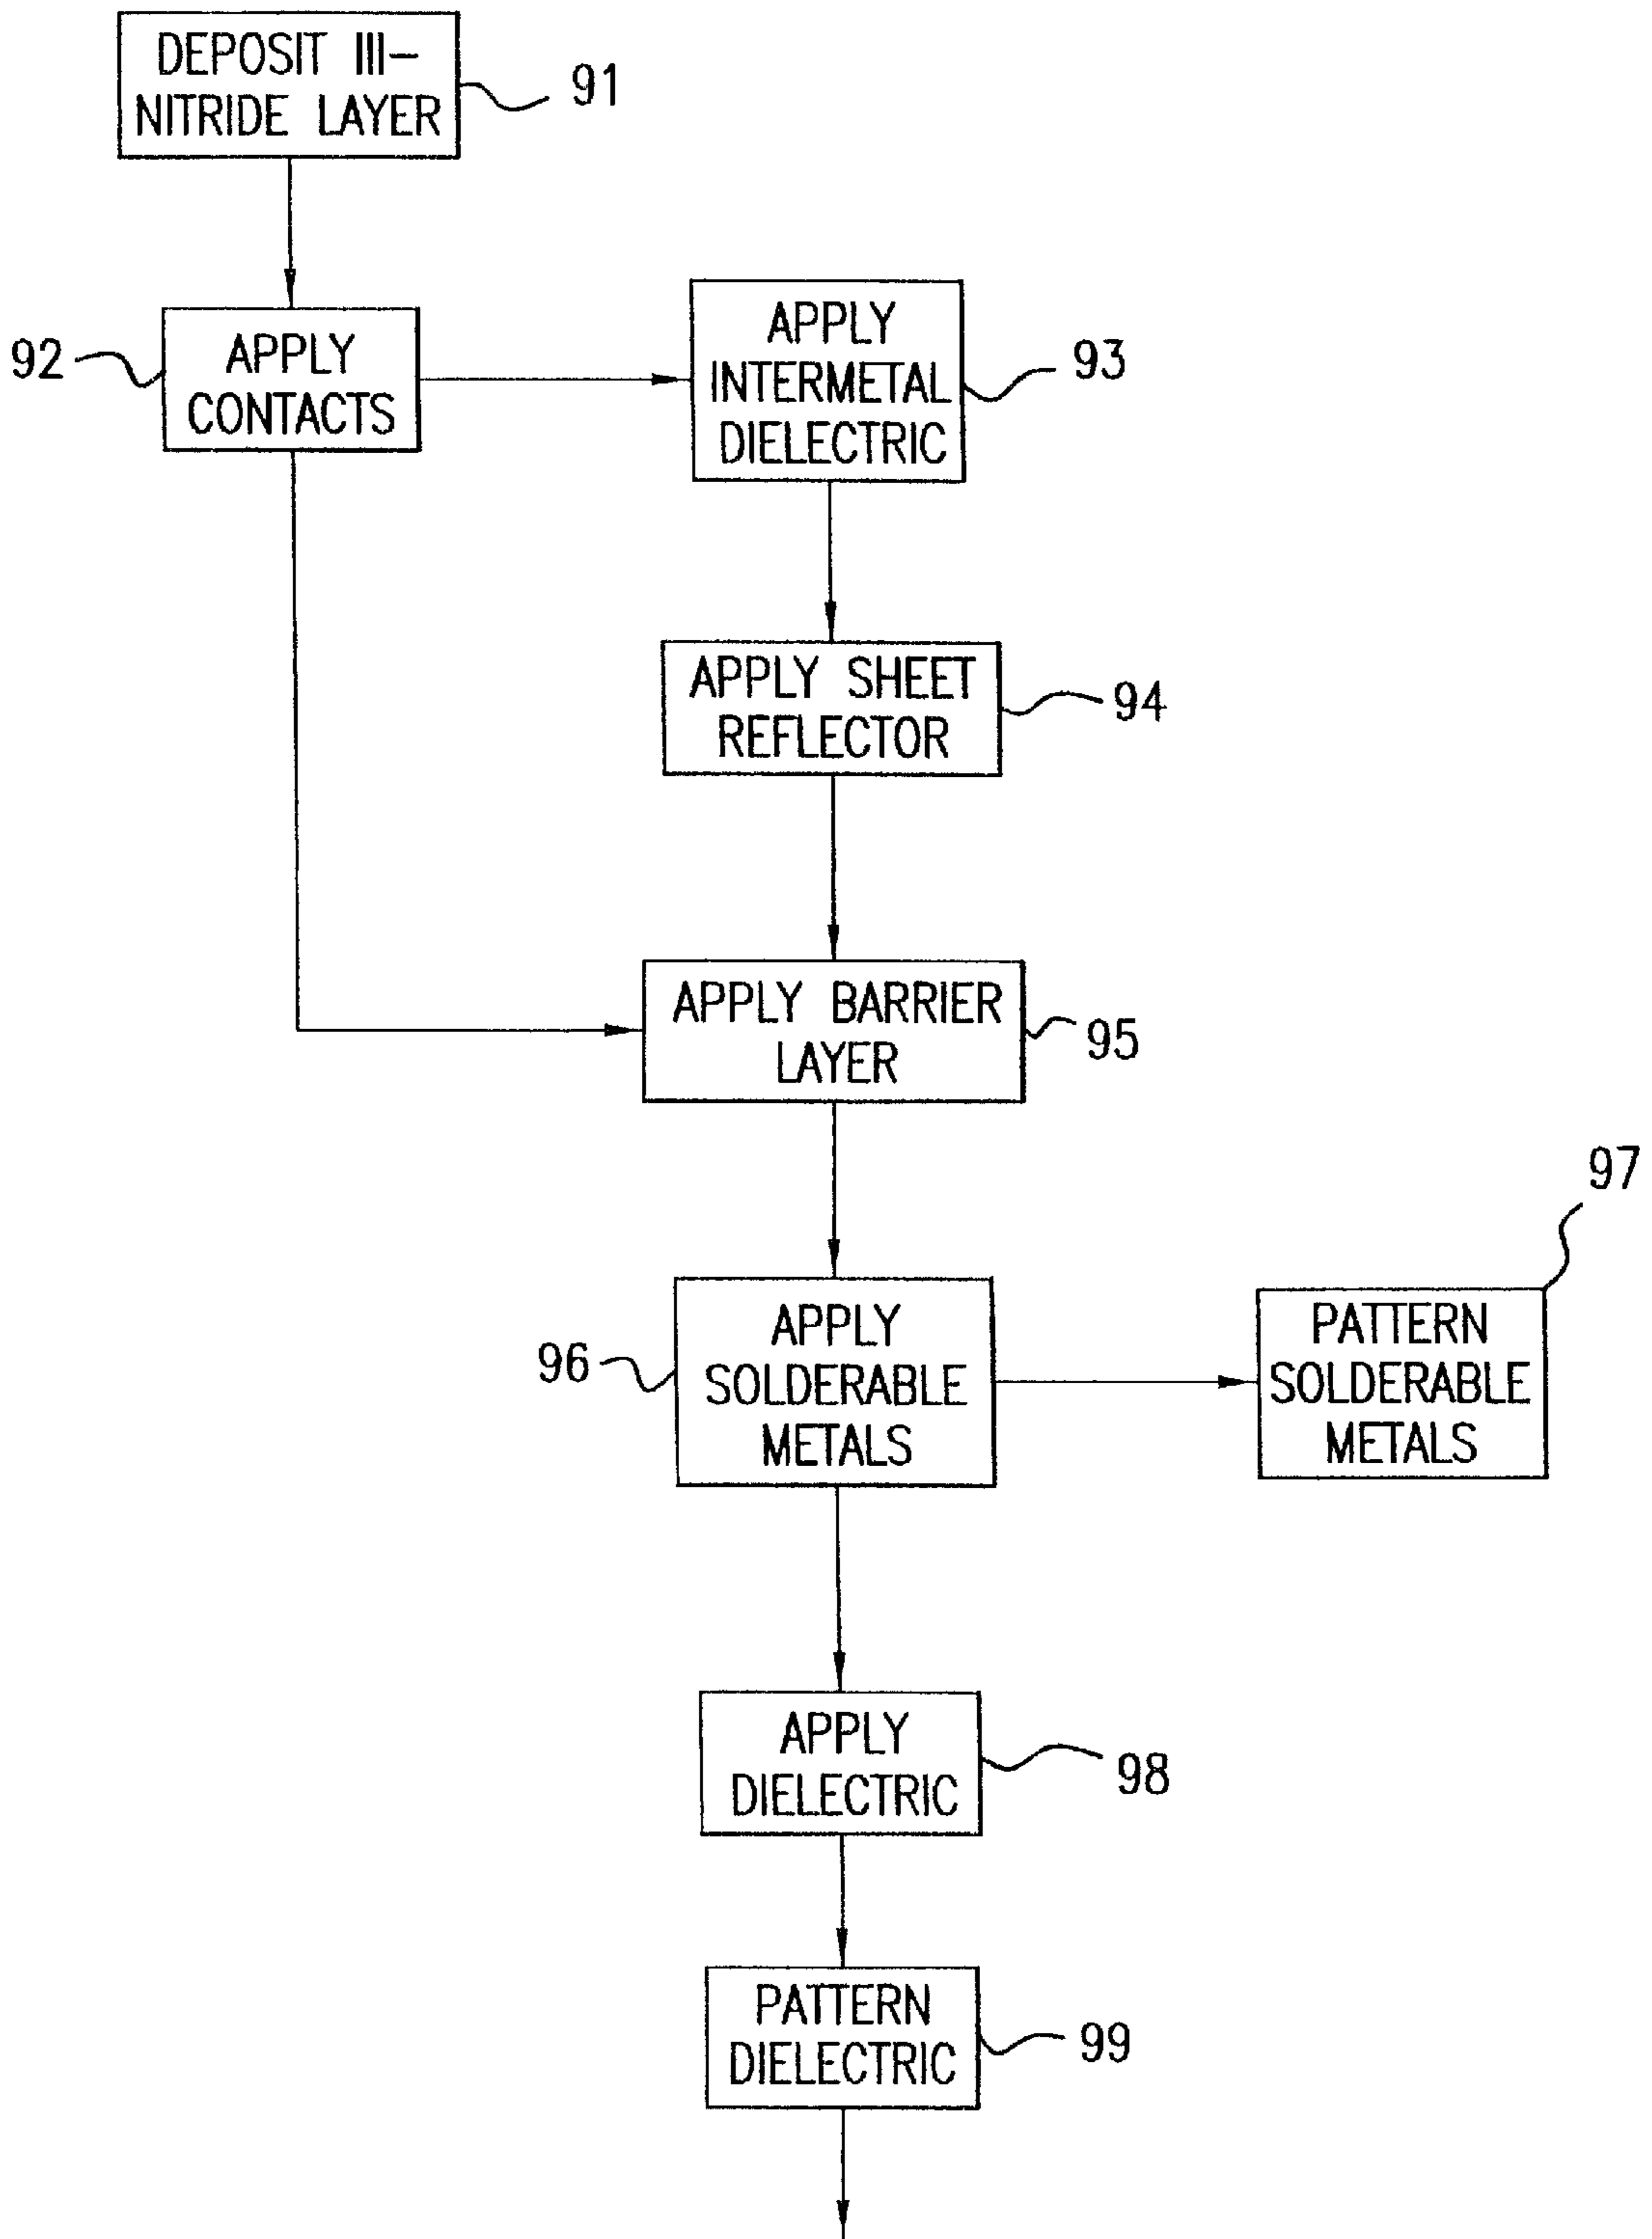 DEPOSIT III-
NITRIDE LAYER
91
92
APPLY
CONTACTS
APPLY
INTERMETAL
DIELECTRIC
93
APPLY SHEET
REFLECTOR
94
APPLY BARRIER
LAYER
95
96
APPLY
SOLDERABLE
METALS
97
PATTERN
SOLDERABLE
METALS
APPLY
DIELECTRIC
98
PATTERN
DIELECTRIC
99